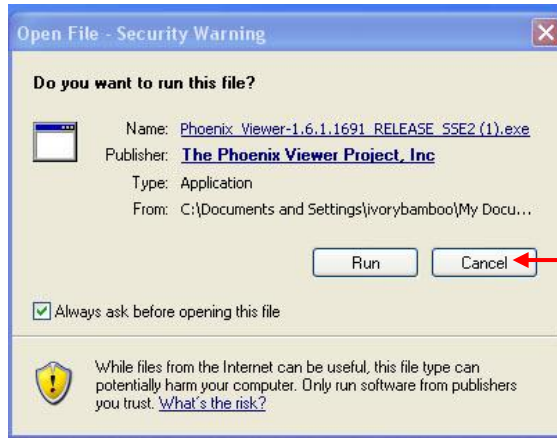 Open File - Security Warning
Do you want to run this file?
Name: Phoenix_Viewer-1.6.1.1691_RELEASE_SSE2 (1).exe
Publisher: The Phoenix Viewer Project, Inc
Type: Application
From: C:\Documents and Settings\ivorybamboo\My Docu...
Run Cancel
Always ask before opening this file
While files from the Internet can be useful, this file type can
potentially harm your computer. Only run software from publishers
you trust. What's the risk?